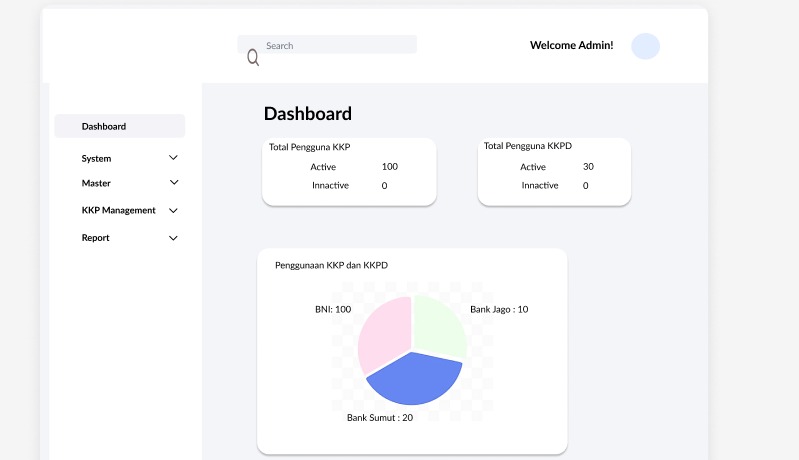 Search
Welcome Admin!
Dashboard
System
Master
KKP Management
Report
Dashboard
Total Pengguna KKP
Active 100
Innactive 0
Total Pengguna KKPD
Active 30
Innactive 0
Penggunaan KKP dan KKPD
BNI: 100
Bank Jago : 10
Bank Sumut : 20